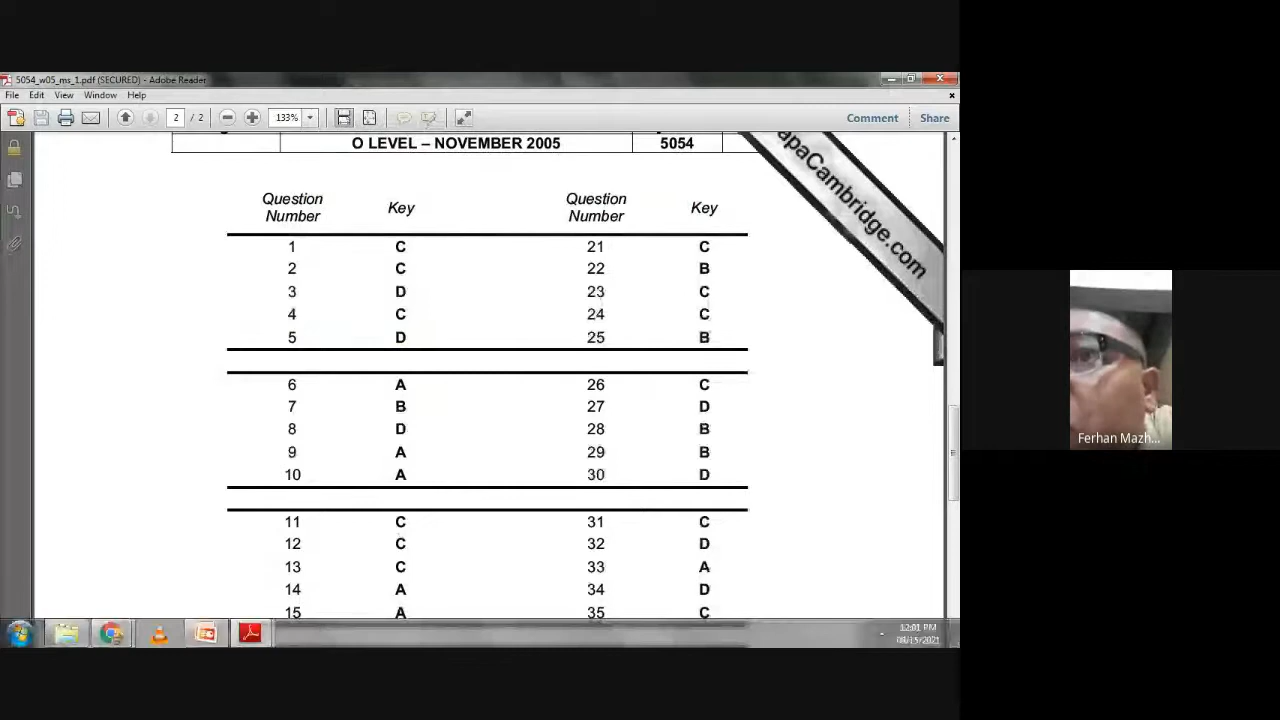 5054_w05_ms_1.pdf (SECURED) - Adobe Reader
File Edit View Window Help
2 / 2 133% Comment Share
O LEVEL – NOVEMBER 2005 5054
apaCambridge.com
Question Number Key Question Number Key
1 C 21 C
2 C 22 B
3 D 23 C
4 C 24 C
5 D 25 B
6 A 26 C
7 B 27 D
8 D 28 B
9 A 29 B
10 A 30 D
11 C 31 C
12 C 32 D
13 C 33 A
14 A 34 D
15 A 35 C
Ferhan Mazh...
12:01 PM